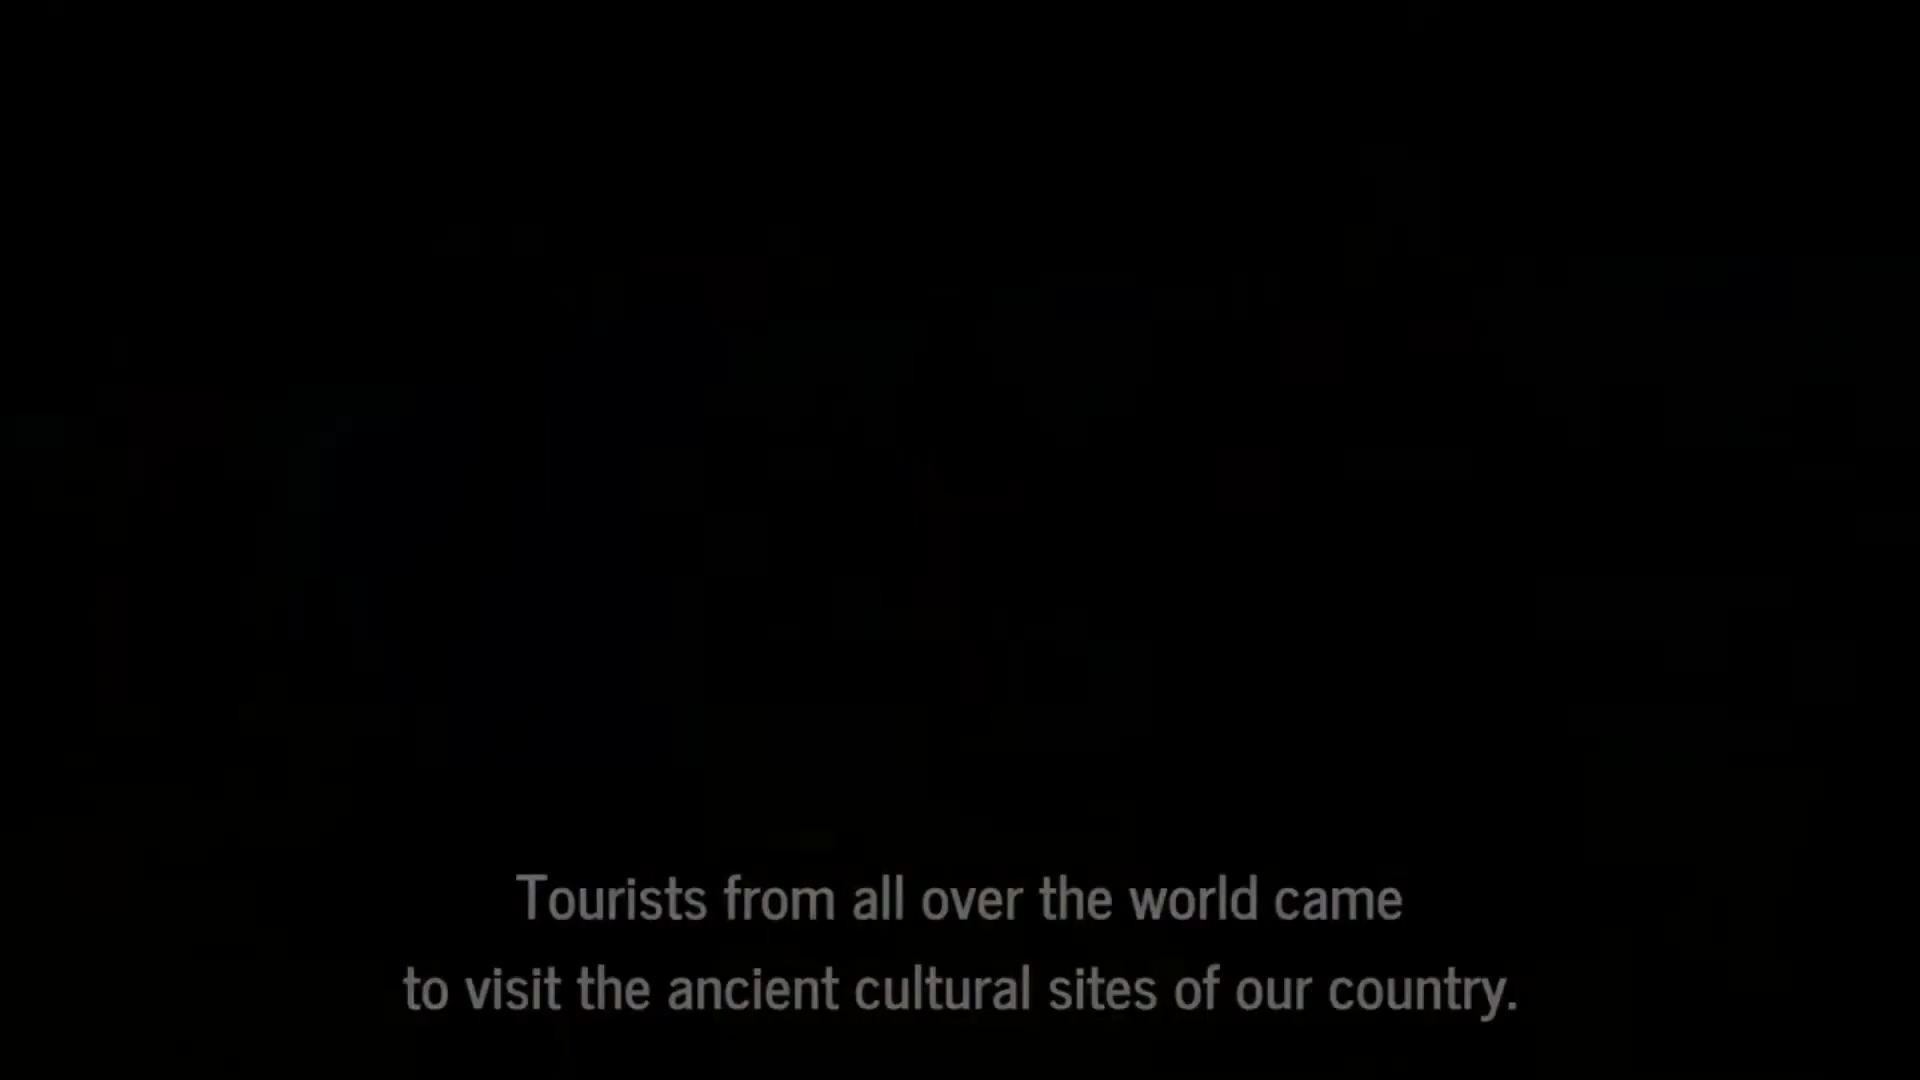 Tourists from all over the world came
to visit the ancient cultural sites of our country.